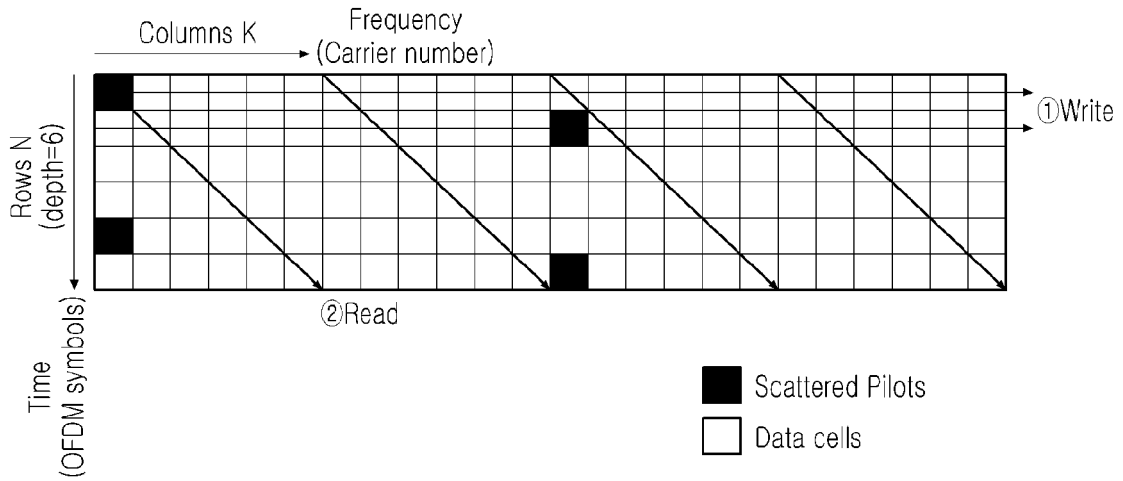 Columns K
Frequency
(Carrier number)
Rows N
(depth=6)
①Write
②Read
Time
(OFDM symbols)
Scattered Pilots
Data cells